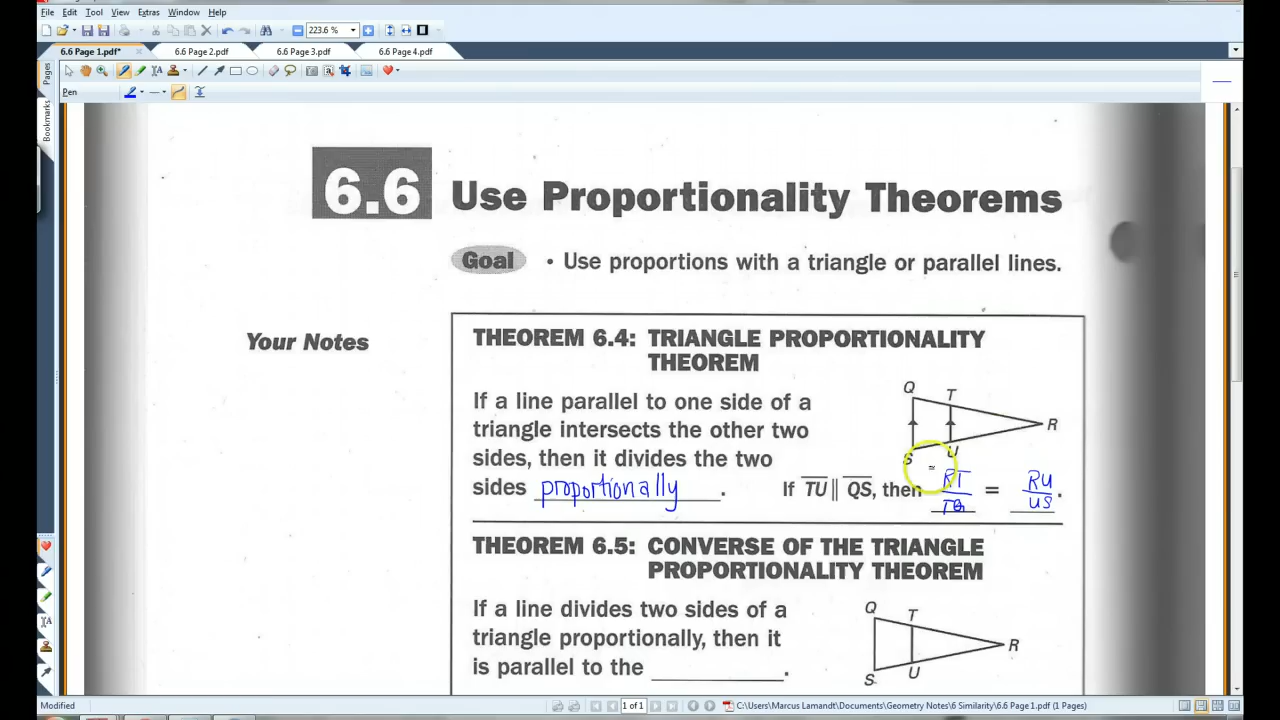 File Edit Tools View Extras Window Help
223.6 %
6.6 Page 1.pdf* 6.6 Page 2.pdf 6.6 Page 3.pdf 6.6 Page 4.pdf
Pen
Pages
Bookmarks
6.6 Use Proportionality Theorems
Goal • Use proportions with a triangle or parallel lines.
Your Notes
THEOREM 6.4: TRIANGLE PROPORTIONALITY
THEOREM
If a line parallel to one side of a
triangle intersects the other two
sides, then it divides the two
sides proportionally.
Q T R S U
If TU || QS, then RT/TQ = RU/US.
THEOREM 6.5: CONVERSE OF THE TRIANGLE
PROPORTIONALITY THEOREM
If a line divides two sides of a
triangle proportionally, then it
is parallel to the ____.
Q T R S U
Modified
1 of 1
C:\Users\Marcus Lamandt\Documents\Geometry Notes\6 Similarity\6.6 Page 1.pdf (1 Pages)